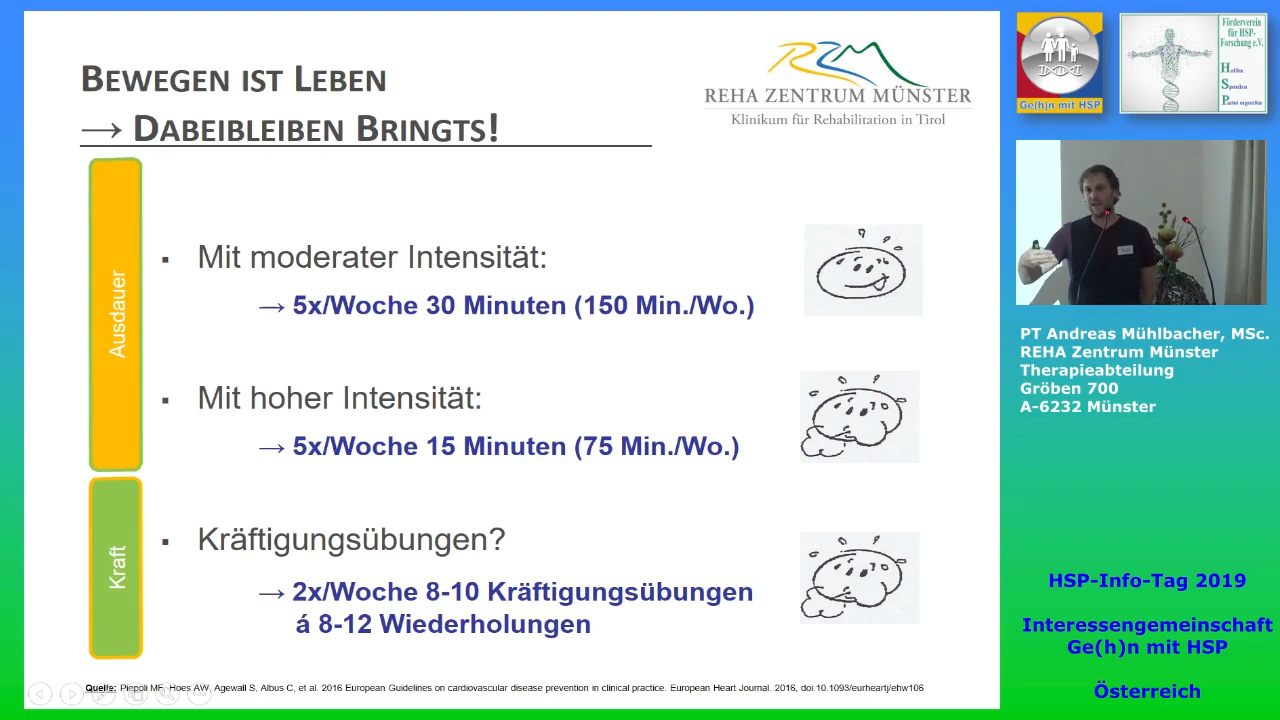 BEWEGEN IST LEBEN
→ DABEIBLEIBEN BRINGTS!
REHA ZENTRUM MÜNSTER
Klinikum für Rehabilitation in Tirol
Ausdauer
▪ Mit moderater Intensität:
→ 5x/Woche 30 Minuten (150 Min./Wo.)
▪ Mit hoher Intensität:
→ 5x/Woche 15 Minuten (75 Min./Wo.)
Kraft
▪ Kräftigungsübungen?
→ 2x/Woche 8-10 Kräftigungsübungen
á 8-12 Wiederholungen
Quelle: Piepoli MF, Hoes AW, Agewall S, Albus C, et al. 2016 European Guidelines on cardiovascular disease prevention in clinical practice. European Heart Journal. 2016, doi:10.1093/eurheartj/ehw106
Ge(h)n mit HSP
Förderverein
für HSP-
Forschung e.V.
Helfen
Spenden
Partei ergreifen
PT Andreas Mühlbacher, MSc.
REHA Zentrum Münster
Therapieabteilung
Gröben 700
A-6232 Münster
HSP-Info-Tag 2019
Interessengemeinschaft
Ge(h)n mit HSP
Österreich